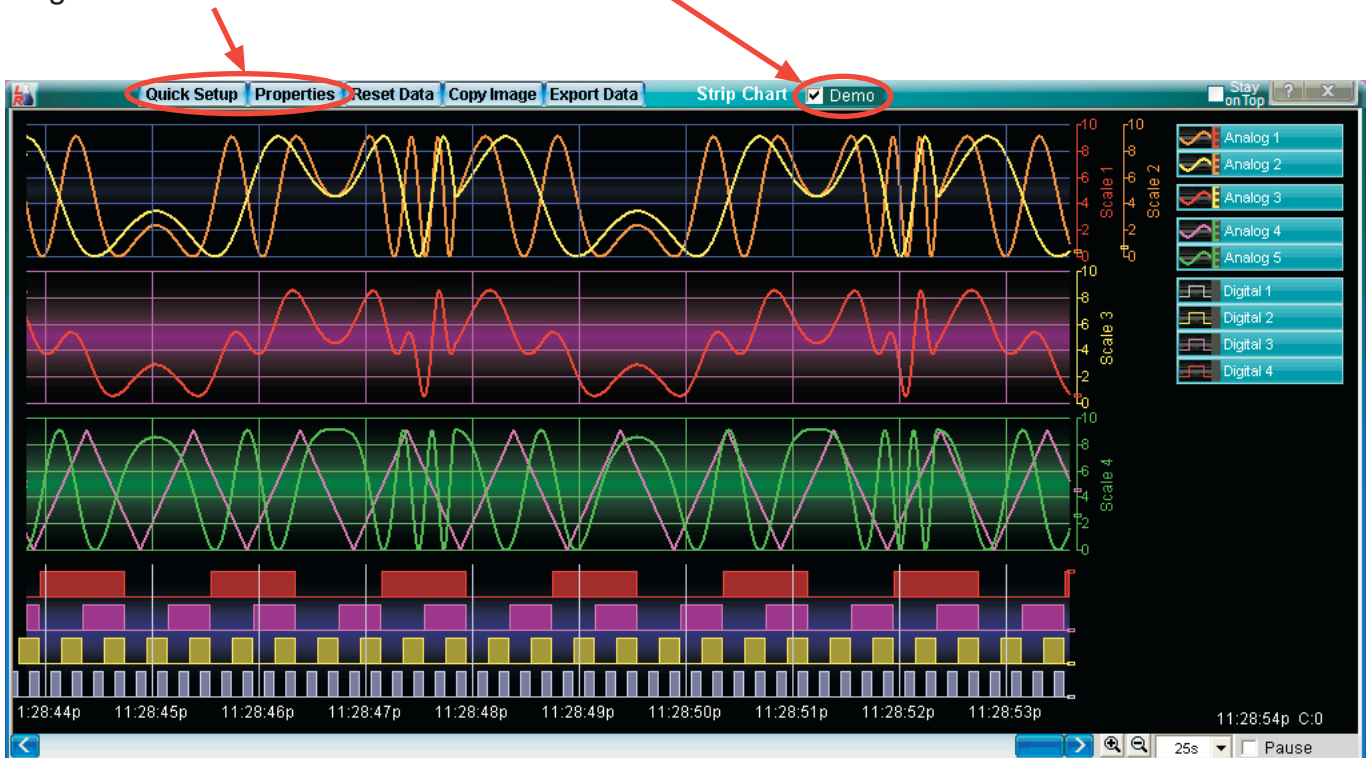 LR
Quick Setup Properties Reset Data Copy Image Export Data Strip Chart Demo Stay on Top ? X
10
8
6
4
2
0
Scale 1
10
8
6
4
2
0
Scale 2
10
8
6
4
2
0
Scale 3
10
8
6
4
2
0
Scale 4
Analog 1
Analog 2
Analog 3
Analog 4
Analog 5
Digital 1
Digital 2
Digital 3
Digital 4
1:28:44p 11:28:45p 11:28:46p 11:28:47p 11:28:48p 11:28:49p 11:28:50p 11:28:51p 11:28:52p 11:28:53p
11:28:54p C:0
25s Pause